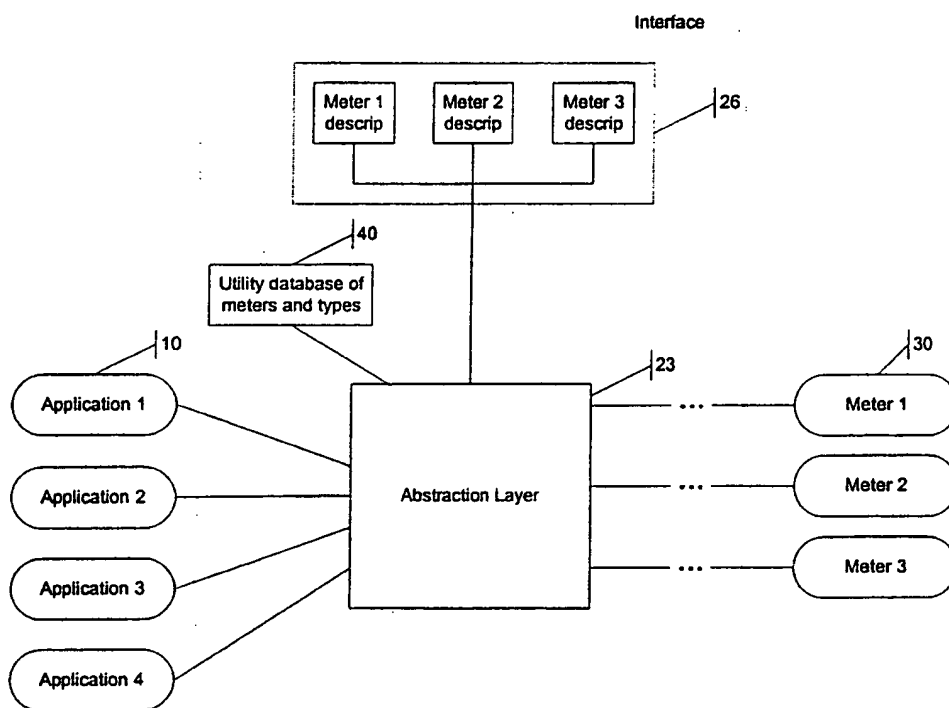 Interface
Meter 1
descrip
Meter 2
descrip
Meter 3
descrip
26
40
Utility database of
meters and types
10
23
30
Application 1
Meter 1
Application 2
Abstraction Layer
Meter 2
Application 3
Meter 3
Application 4